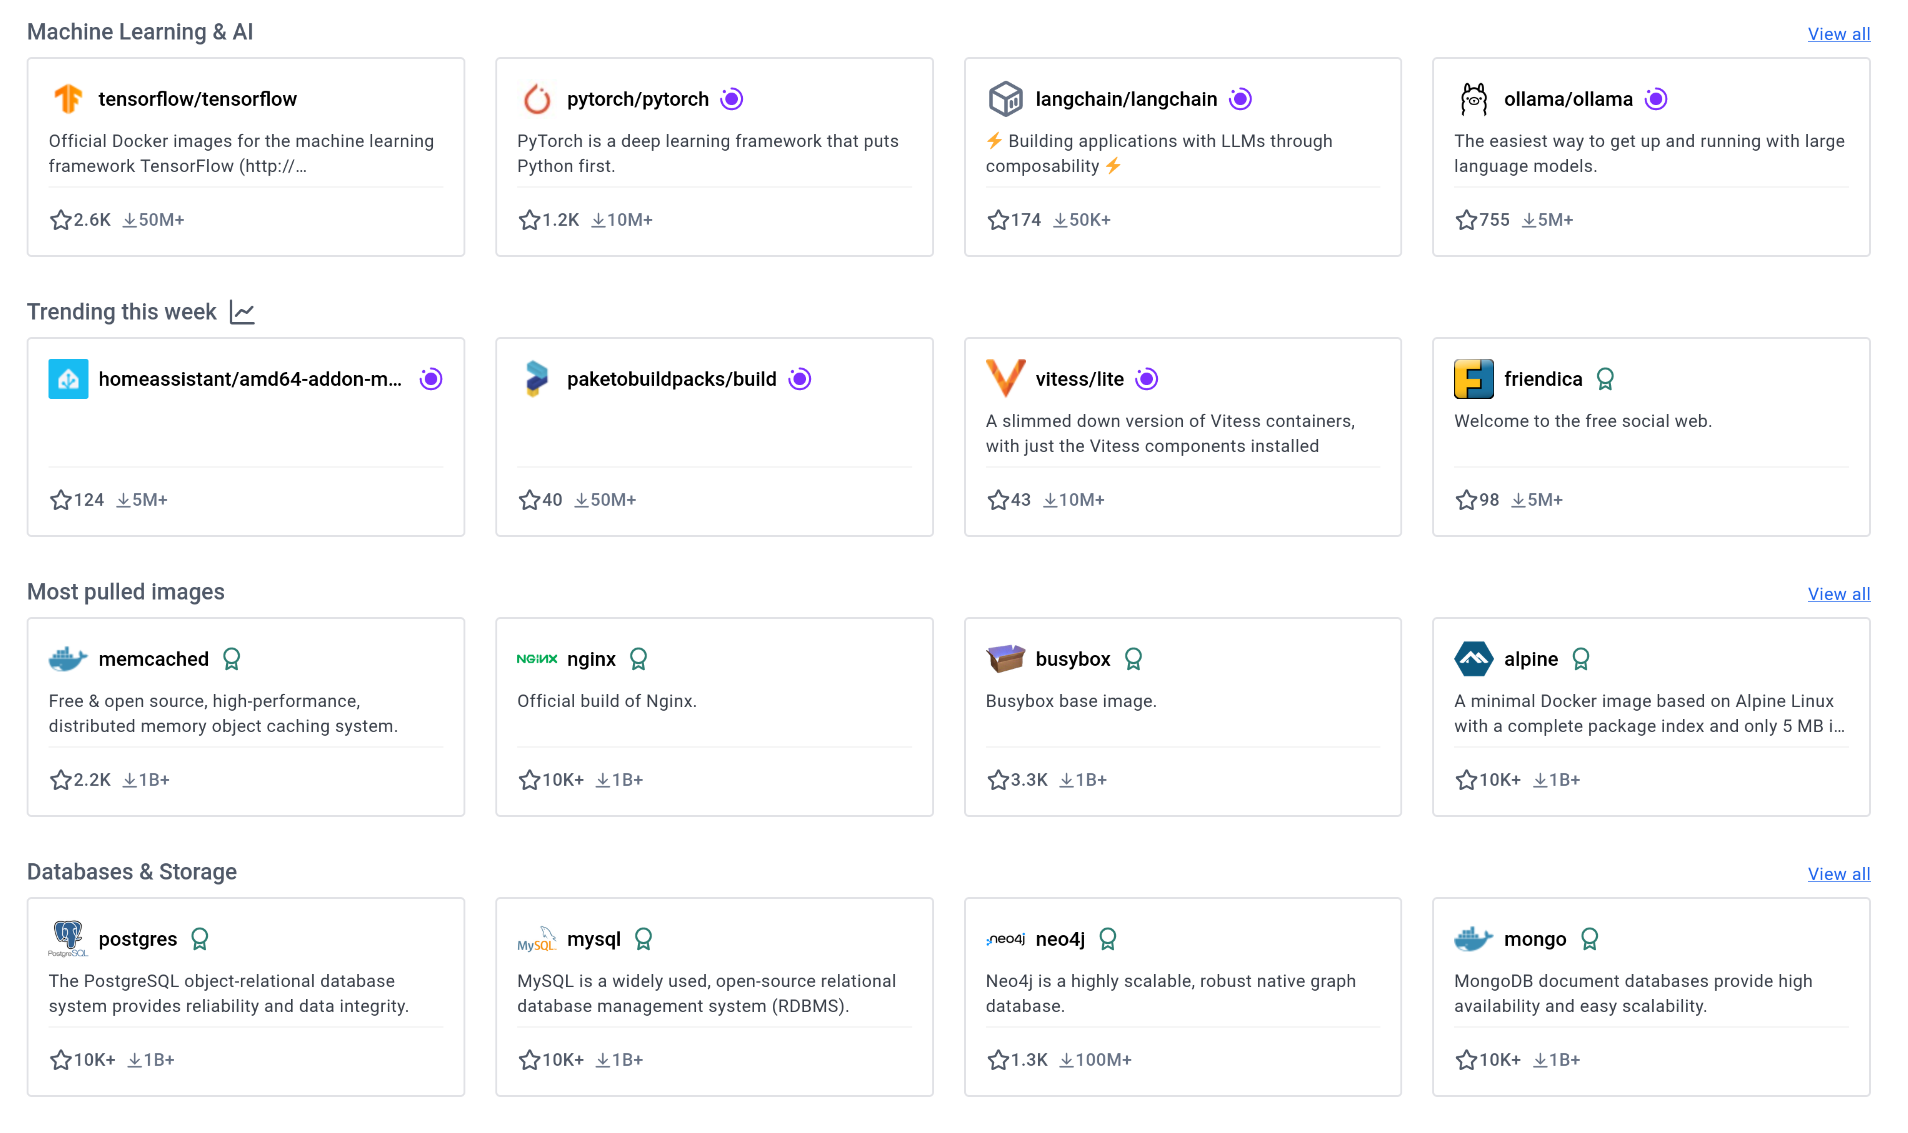 Machine Learning & AI
View all
tensorflow/tensorflow
Official Docker images for the machine learning
framework TensorFlow (http://…
2.6K 50M+
pytorch/pytorch
PyTorch is a deep learning framework that puts
Python first.
1.2K 10M+
langchain/langchain
⚡ Building applications with LLMs through
composability ⚡
174 50K+
ollama/ollama
The easiest way to get up and running with large
language models.
755 5M+
Trending this week
homeassistant/amd64-addon-m...
124 5M+
paketobuildpacks/build
40 50M+
vitess/lite
A slimmed down version of Vitess containers,
with just the Vitess components installed
43 10M+
friendica
Welcome to the free social web.
98 5M+
Most pulled images
View all
memcached
Free & open source, high-performance,
distributed memory object caching system.
2.2K 1B+
NGINX
nginx
Official build of Nginx.
10K+ 1B+
busybox
Busybox base image.
3.3K 1B+
alpine
A minimal Docker image based on Alpine Linux
with a complete package index and only 5 MB i...
10K+ 1B+
Databases & Storage
View all
PostgreSQL
postgres
The PostgreSQL object-relational database
system provides reliability and data integrity.
10K+ 1B+
MySQL
mysql
MySQL is a widely used, open-source relational
database management system (RDBMS).
10K+ 1B+
neo4j
neo4j
Neo4j is a highly scalable, robust native graph
database.
1.3K 100M+
mongo
MongoDB document databases provide high
availability and easy scalability.
10K+ 1B+